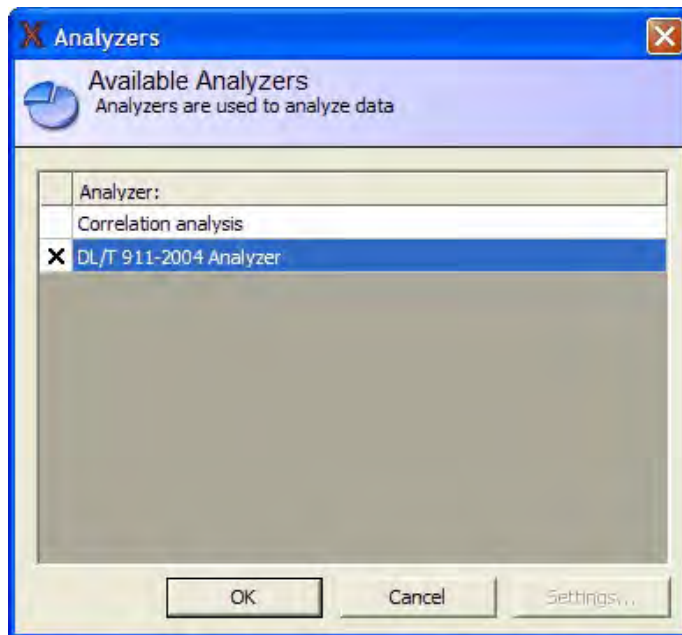 Analyzers
Available Analyzers
Analyzers are used to analyze data
Analyzer:
Correlation analysis
X DL/T 911-2004 Analyzer
OK Cancel Settings...